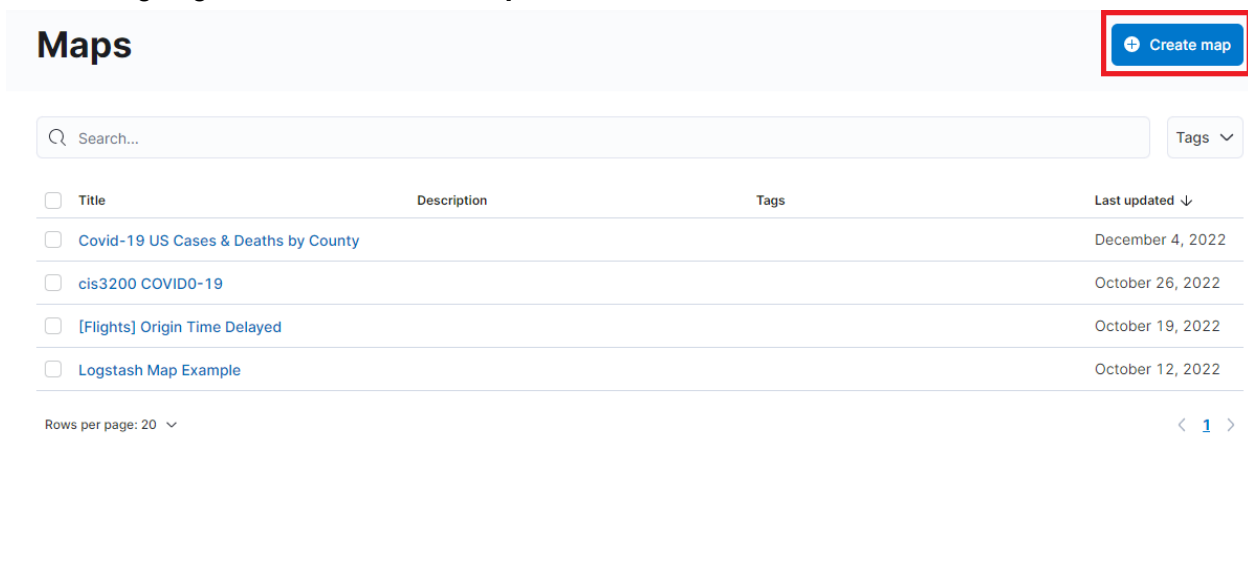 Maps
Create map
Search...
Tags
Title Description Tags Last updated
Covid-19 US Cases & Deaths by County December 4, 2022
cis3200 COVID0-19 October 26, 2022
[Flights] Origin Time Delayed October 19, 2022
Logstash Map Example October 12, 2022
Rows per page: 20
1